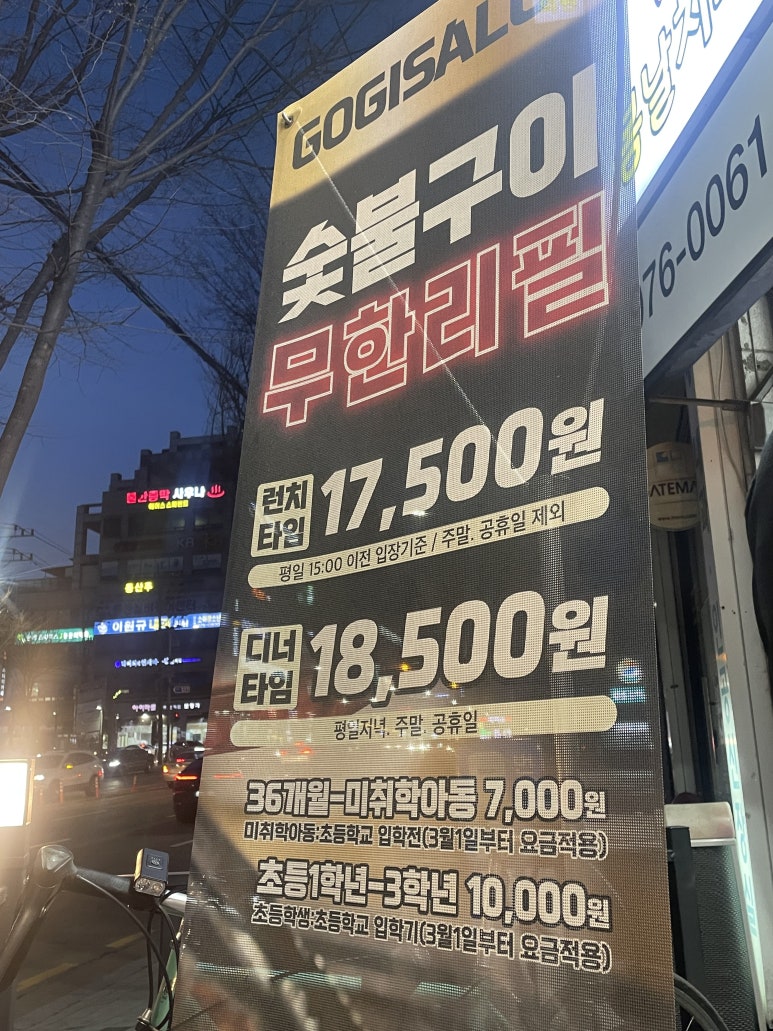 GOGISAL
숯불구이
무한리필
런치
타임
17,500원
평일 15:00 이전 입장기준 / 주말. 공휴일 제외
디너
타임
18,500원
평일저녁. 주말. 공휴일
36개월-미취학아동 7,000원
미취학아동:초등학교 입학전(3월1일부터 요금적용)
초등1학년-3학년 10,000원
초등학생:초등학교 입학기(3월1일부터 요금적용)
76-0061
ATEMA
사우나
이원규내